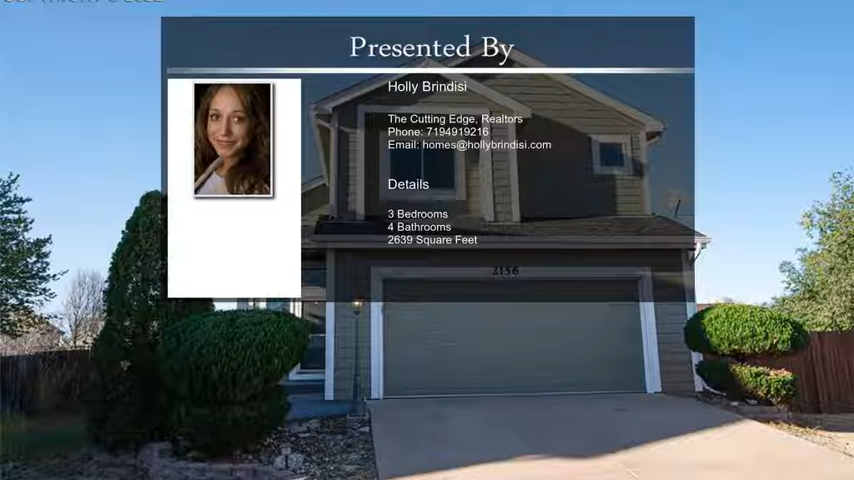 Presented By
Holly Brindisi
The Cutting Edge, Realtors
Phone: 7194919216
Email: homes@hollybrindisi.com
Details
3 Bedrooms
4 Bathrooms
2639 Square Feet
2156